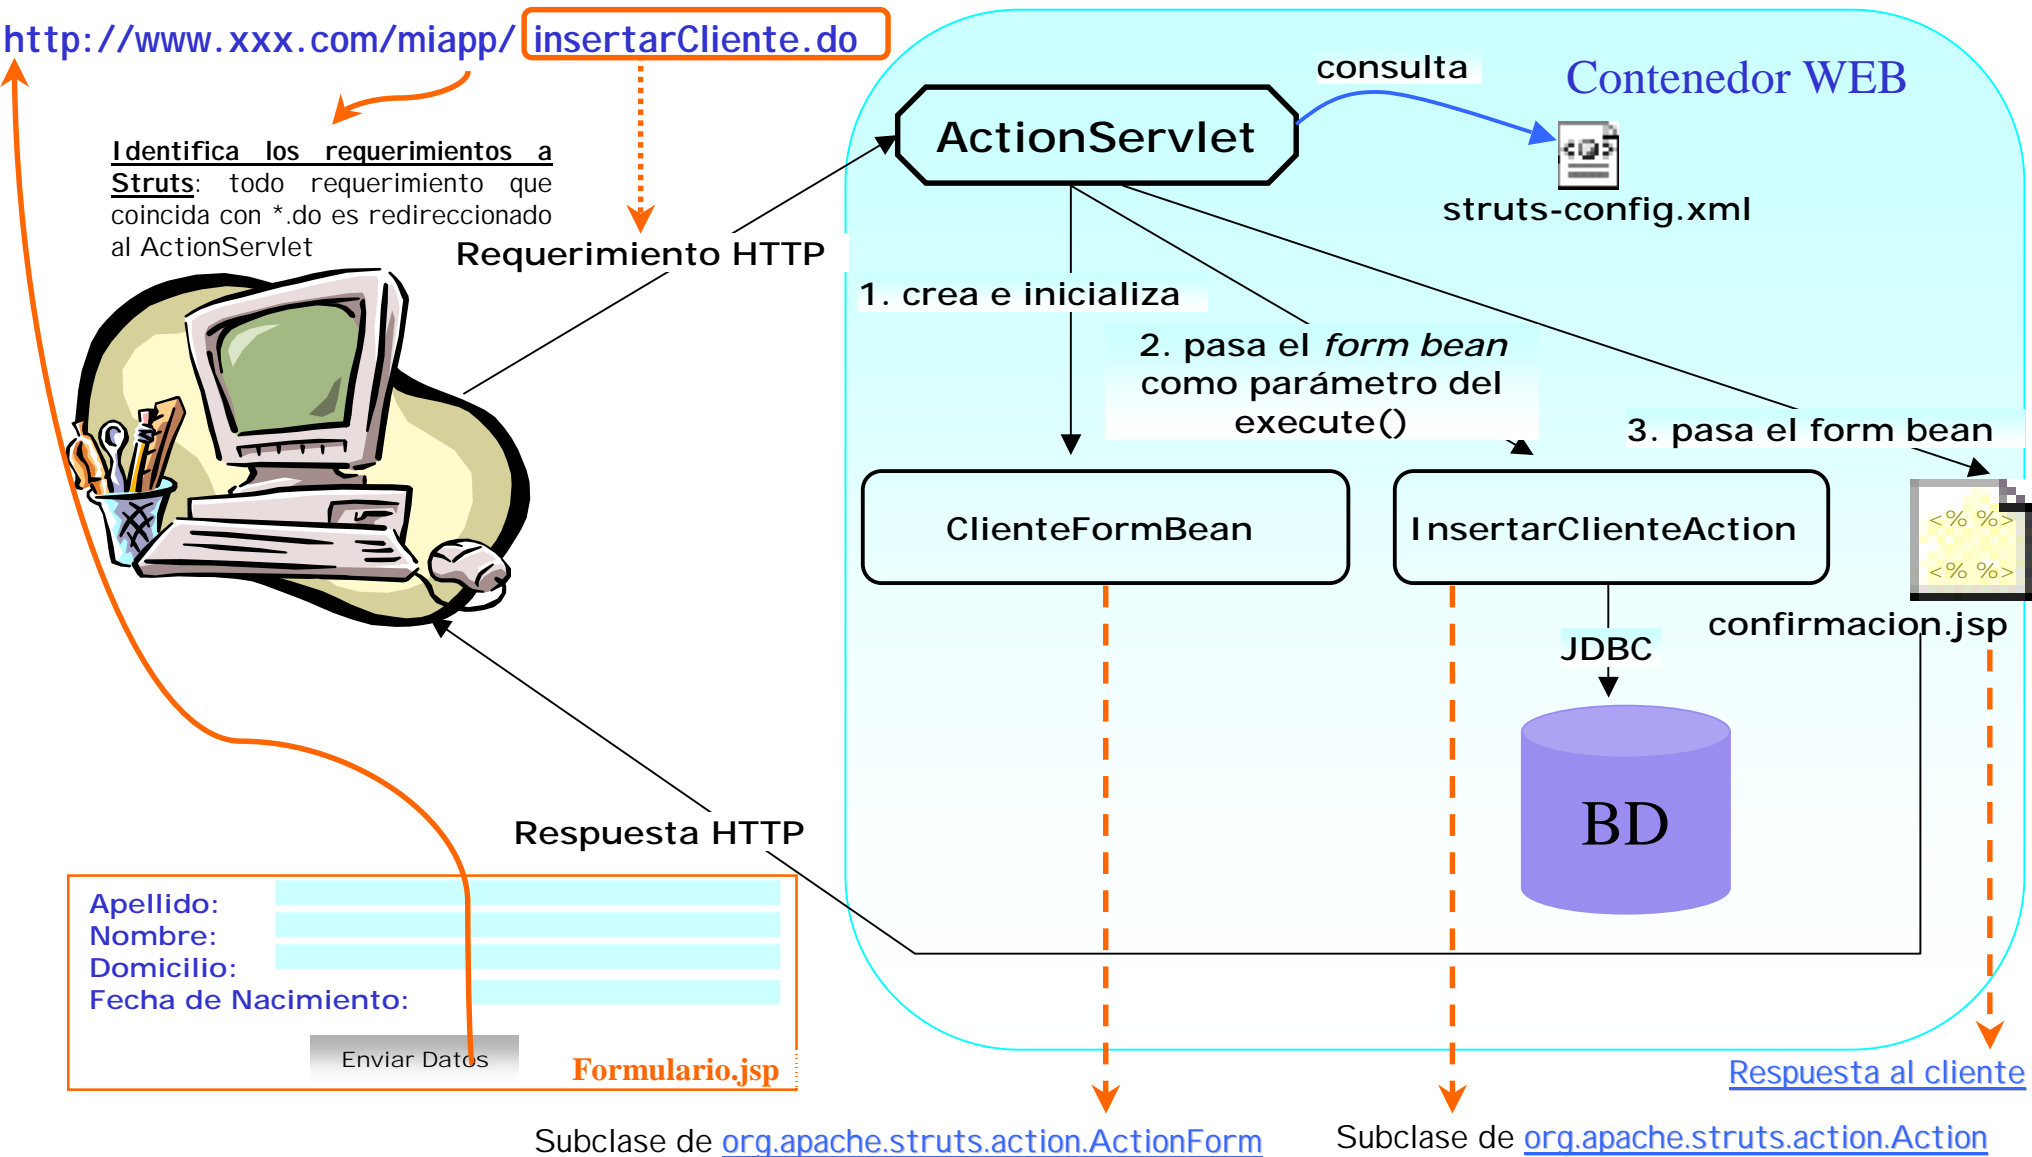 http://www.xxx.com/miapp/ insertarCliente.do
Identifica los requerimientos a
Struts: todo requerimiento que
coincida con *.do es redireccionado
al ActionServlet
Requerimiento HTTP
Contenedor WEB
ActionServlet
consulta
struts-config.xml
1. crea e inicializa
2. pasa el form bean
como parámetro del
execute()
3. pasa el form bean
ClienteFormBean
InsertarClienteAction
<% %>
<% %>
confirmacion.jsp
JDBC
BD
Respuesta HTTP
Apellido:
Nombre:
Domicilio:
Fecha de Nacimiento:
Enviar Datos
Formulario.jsp
Respuesta al cliente
Subclase de org.apache.struts.action.ActionForm
Subclase de org.apache.struts.action.Action